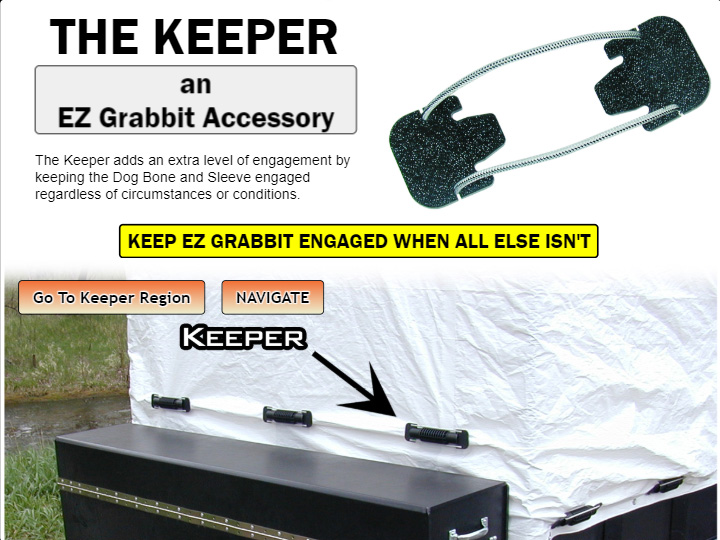 THE KEEPER
an
EZ Grabbit Accessory
The Keeper adds an extra level of engagement by
keeping the Dog Bone and Sleeve engaged
regardless of circumstances or conditions.
KEEP EZ GRABBIT ENGAGED WHEN ALL ELSE ISN'T
Go To Keeper Region
NAVIGATE
KEEPER